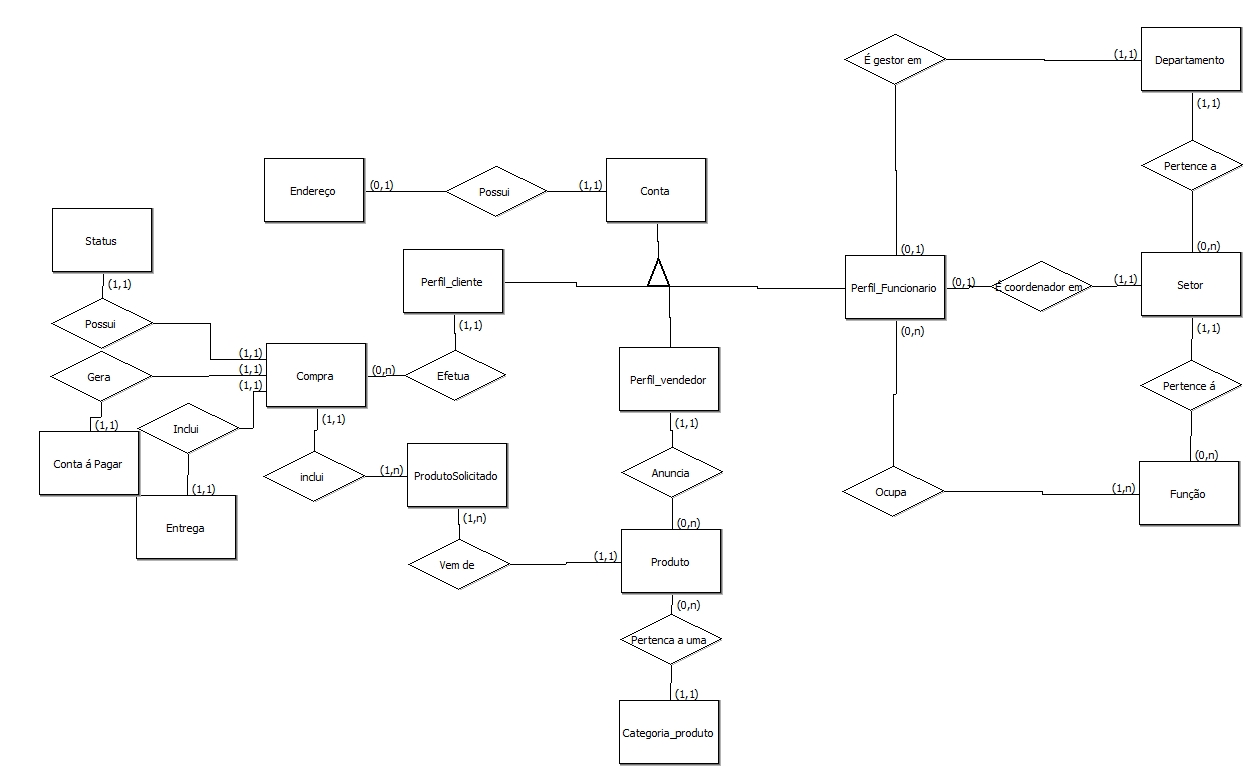 É gestor em
(1,1)
Departamento
(1,1)
Pertence a
Endereço
(0,1)
Possui
(1,1)
Conta
Status
(1,1)
(0,1)
(0,n)
Perfil_cliente
Perfil_Funcionario
(0,1)
É coordenador em
(1,1)
Setor
Possui
(1,1)
(0,n)
(1,1)
(1,1)
Gera
(1,1)
(1,1)
Compra
(0,n)
Efetua
Perfil_vendedor
Pertence á
(1,1)
(1,1)
Inclui
(1,1)
(1,1)
Conta á Pagar
(1,1)
inclui
(1,n)
ProdutoSolicitado
Anuncia
(0,n)
Ocupa
(1,n)
Função
Entrega
(1,n)
(0,n)
Vem de
(1,1)
Produto
(0,n)
Pertenca a uma
(1,1)
Categoria_produto